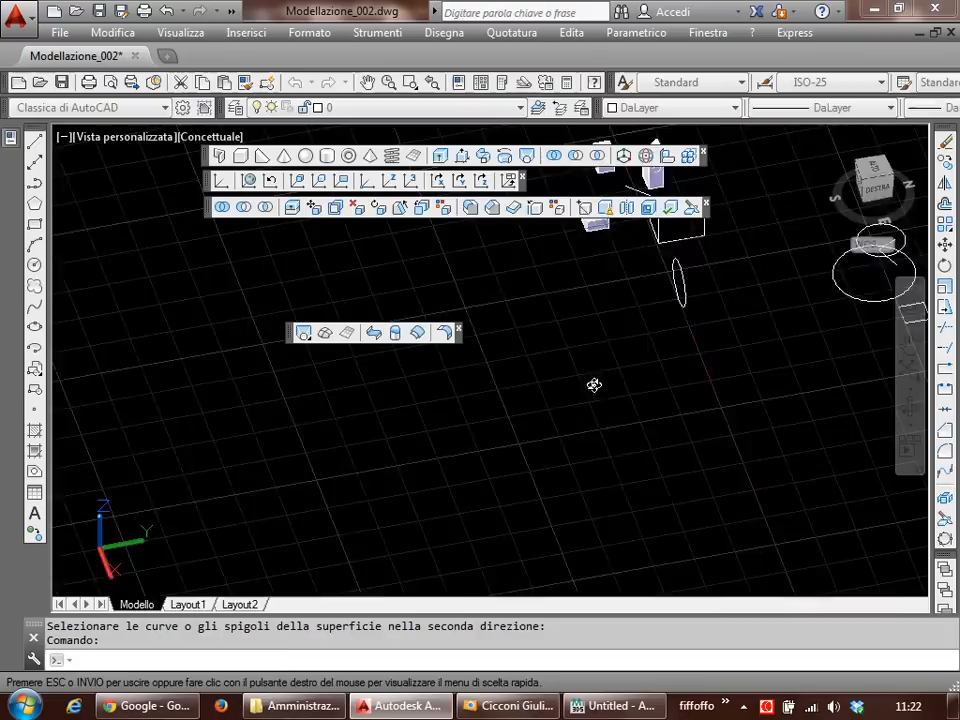 Modellazione_002.dwg
Digitare parola chiave o frase
Accedi
File
Modifica
Visualizza
Inserisci
Formato
Strumenti
Disegna
Quotatura
Edita
Parametrico
Finestra
?
Express
Modellazione_002*
Standard
ISO-25
Standar
Classica di AutoCAD
0
DaLayer
DaLayer
Da
[−][Vista personalizzata][Concettuale]
DESTRA
N
S
Z
Y
X
Modello
Layout1
Layout2
Selezionare le curve o gli spigoli della superficie nella seconda direzione:
Comando:
Premere ESC o INVIO per uscire oppure fare clic con il pulsante destro del mouse per visualizzare il menu di scelta rapida.
Google - Go...
Amministraz...
Autodesk A...
Cicconi Giuli...
Untitled - A...
fiffoffo
11:22